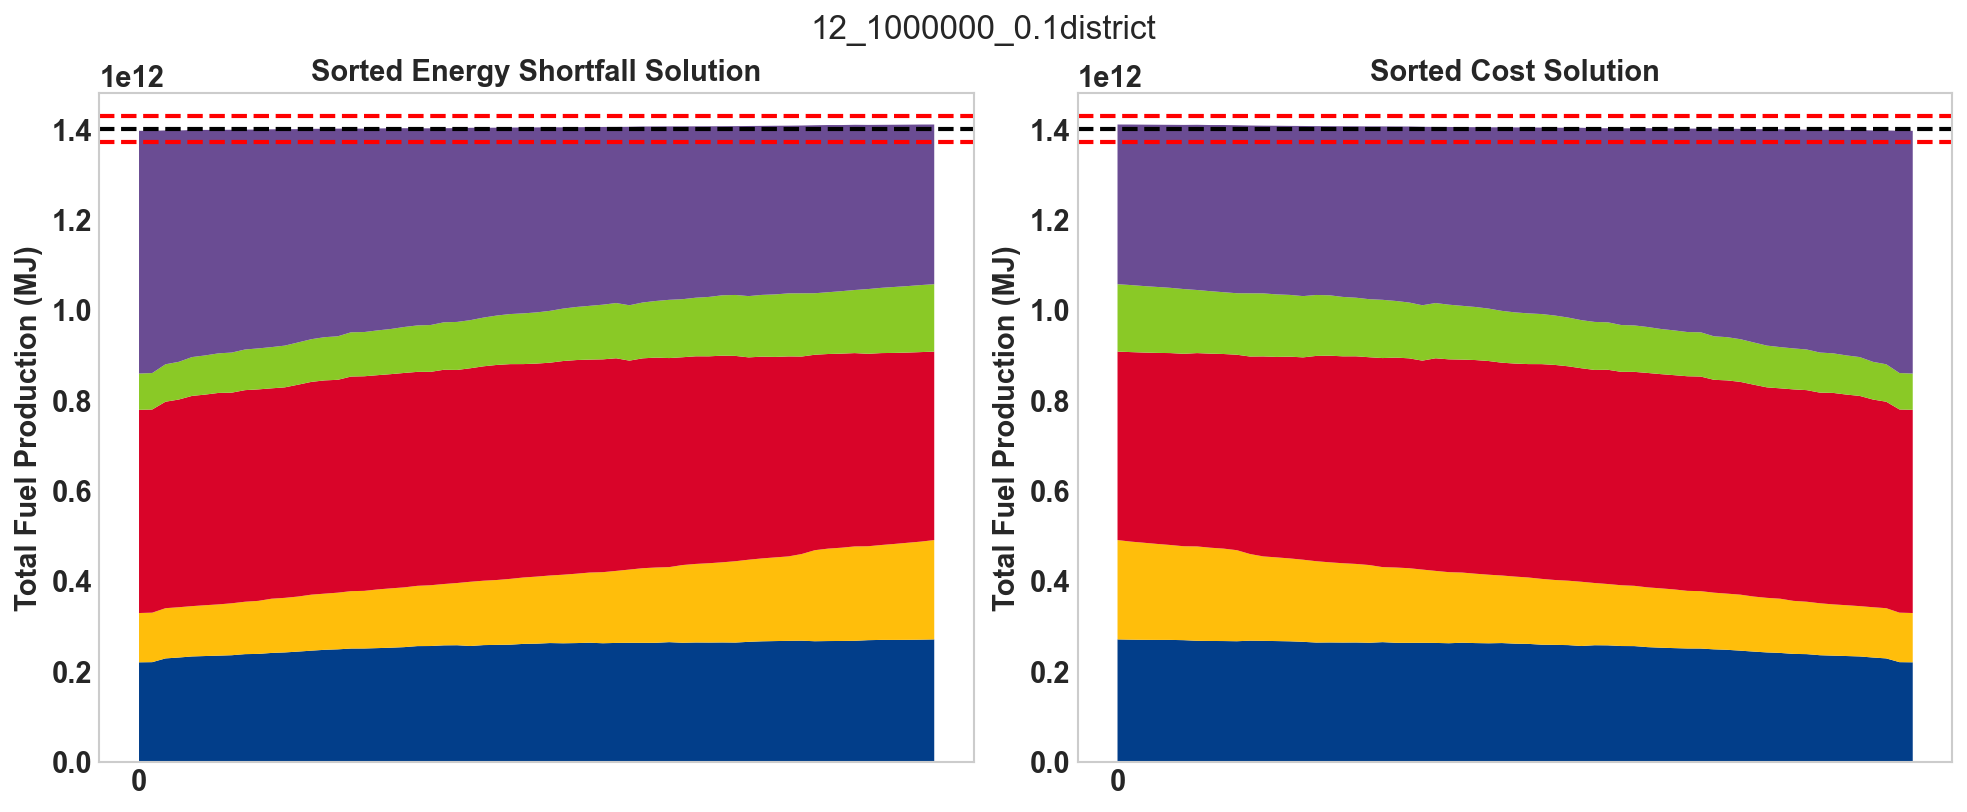 12_1000000_0.1district
Sorted Energy Shortfall Solution
1e12
Total Fuel Production (MJ)
1.4
1.2
1.0
0.8
0.6
0.4
0.2
0.0
0
Sorted Cost Solution
1e12
Total Fuel Production (MJ)
1.4
1.2
1.0
0.8
0.6
0.4
0.2
0.0
0